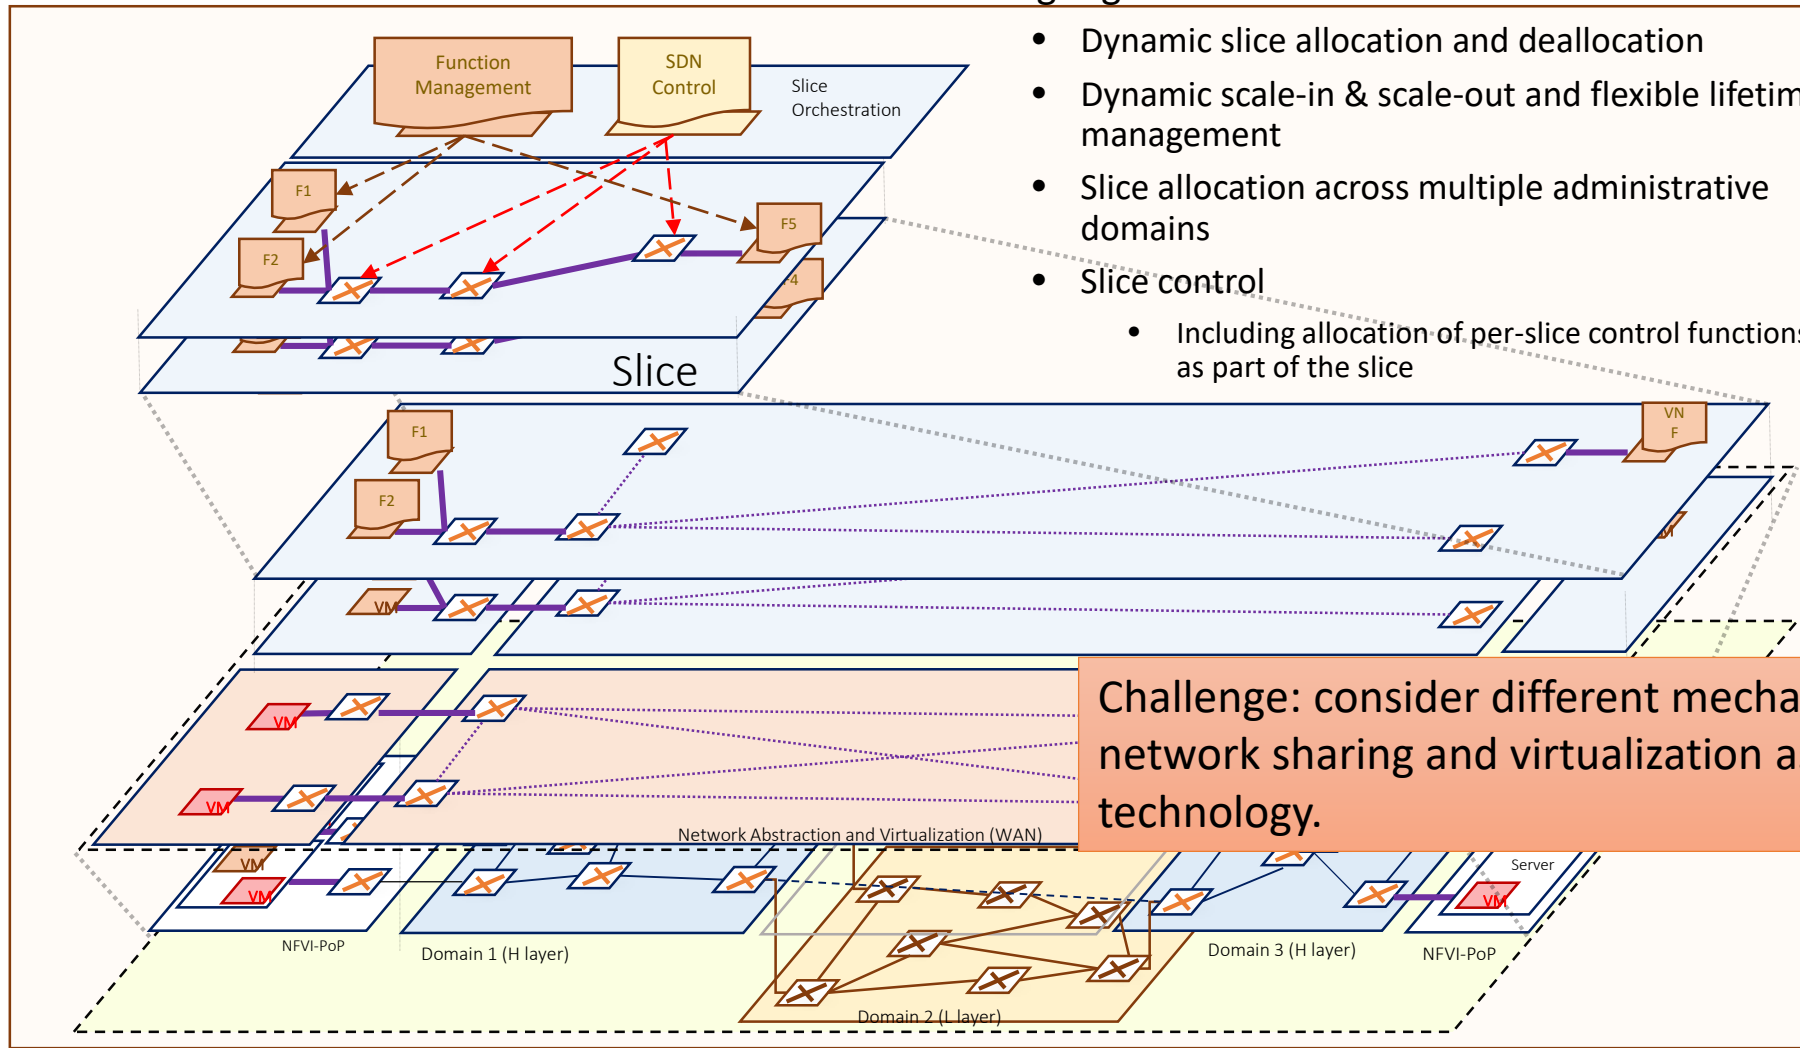 Dynamic slice allocation and deallocation
Dynamic scale-in & scale-out and flexible
management
Slice allocation across multiple administrative
domains
Slice control
Including allocation of per-slice control functions
as part of the slice
Function
Management
SDN
Control
Slice
Orchestration
F1
F2
F5
F4
Slice
F1
F2
VN
F
VM
VM
VM
Challenge: consider different
network sharing and virtualization
technology.
Network Abstraction and Virtualization (WAN)
VM
VM
Server
VM
NFVI-PoP
Domain 1 (H layer)
Domain 2 (L layer)
Domain 3 (H layer)
NFVI-PoP